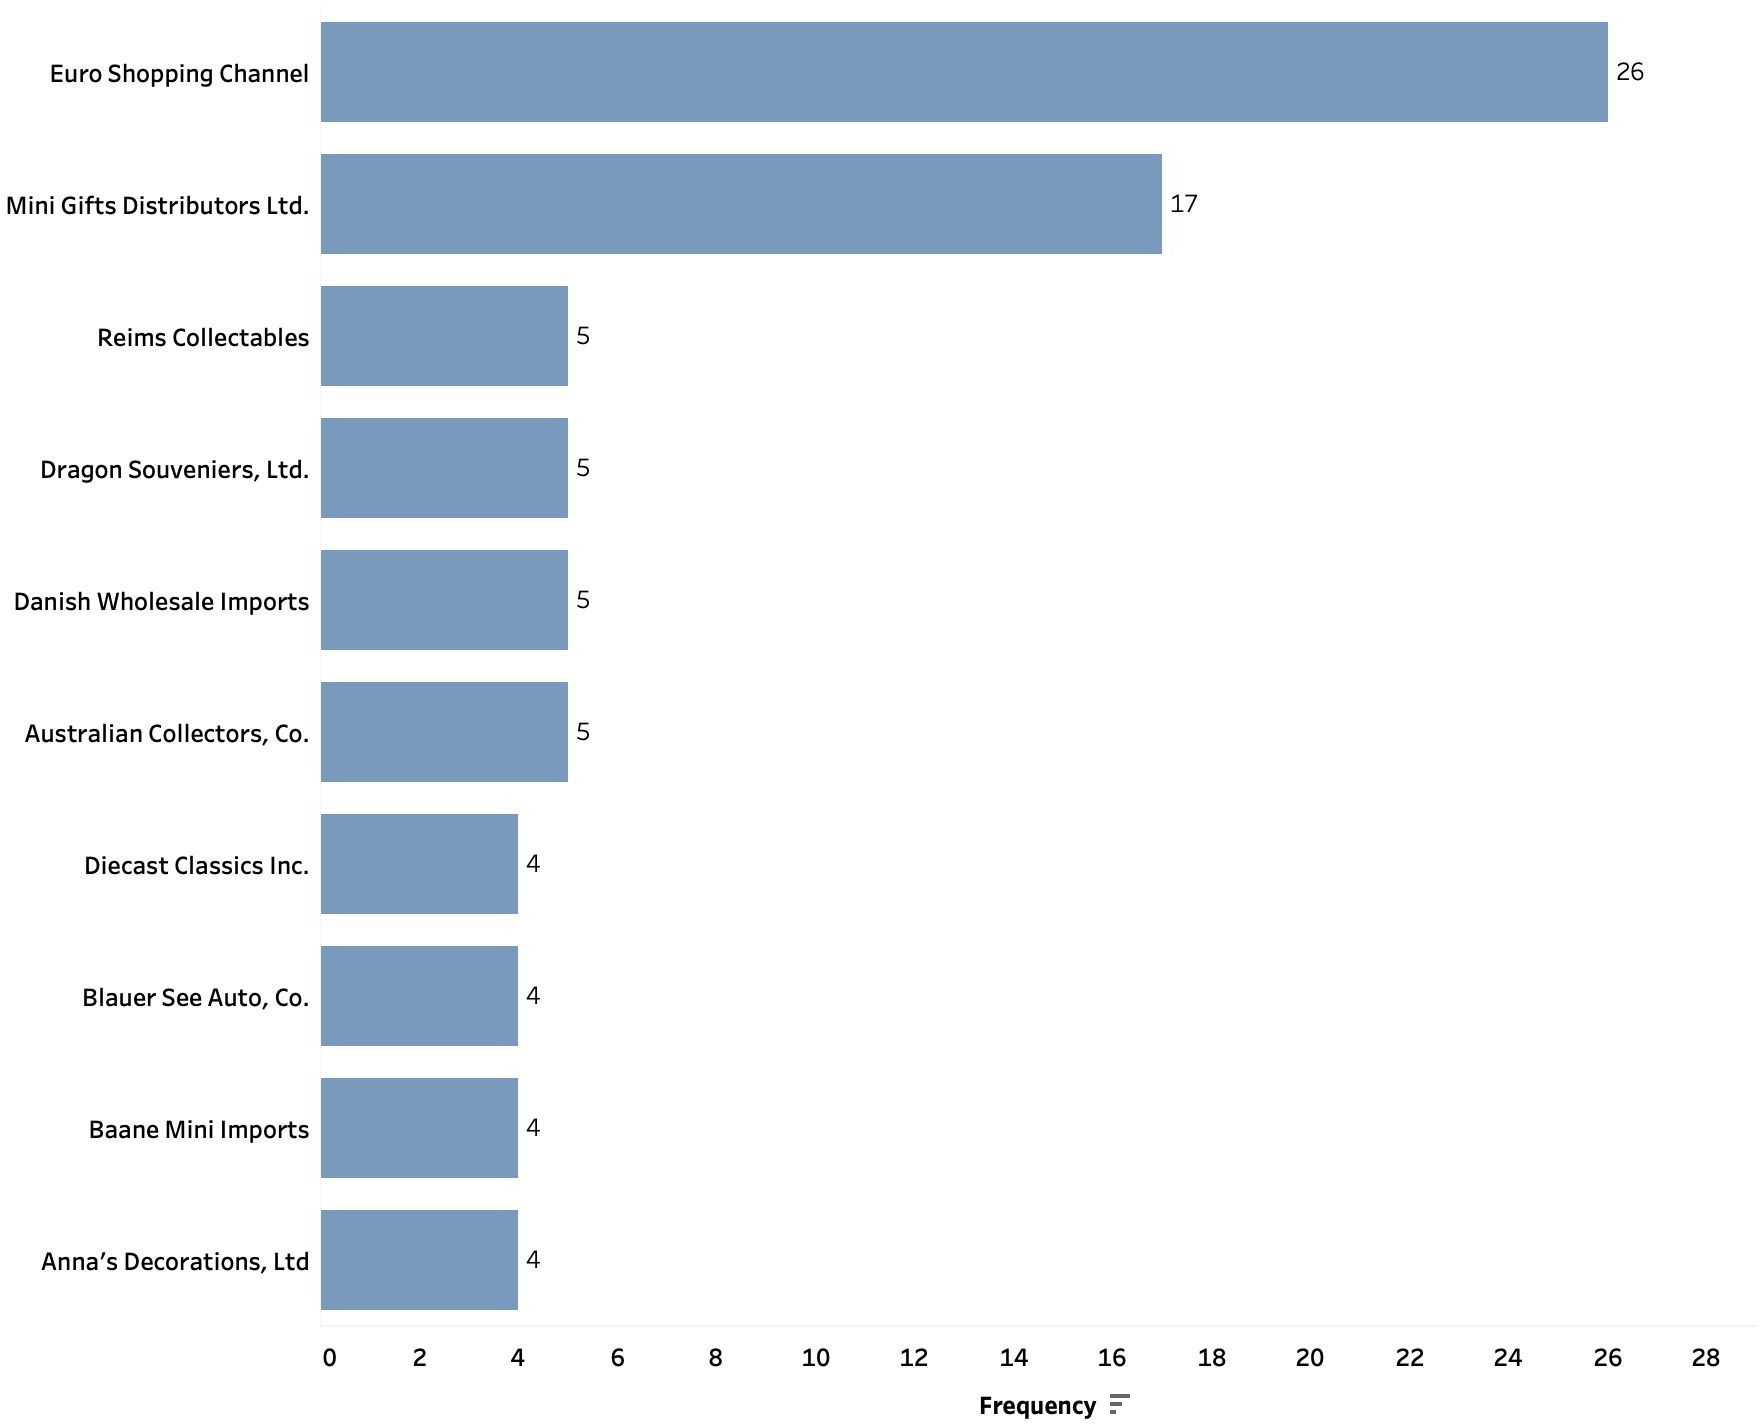 Euro Shopping Channel 26
Mini Gifts Distributors Ltd. 17
Reims Collectables 5
Dragon Souveniers, Ltd. 5
Danish Wholesale Imports 5
Australian Collectors, Co. 5
Diecast Classics Inc. 4
Blauer See Auto, Co. 4
Baane Mini Imports 4
Anna’s Decorations, Ltd 4
0 2 4 6 8 10 12 14 16 18 20 22 24 26 28
Frequency